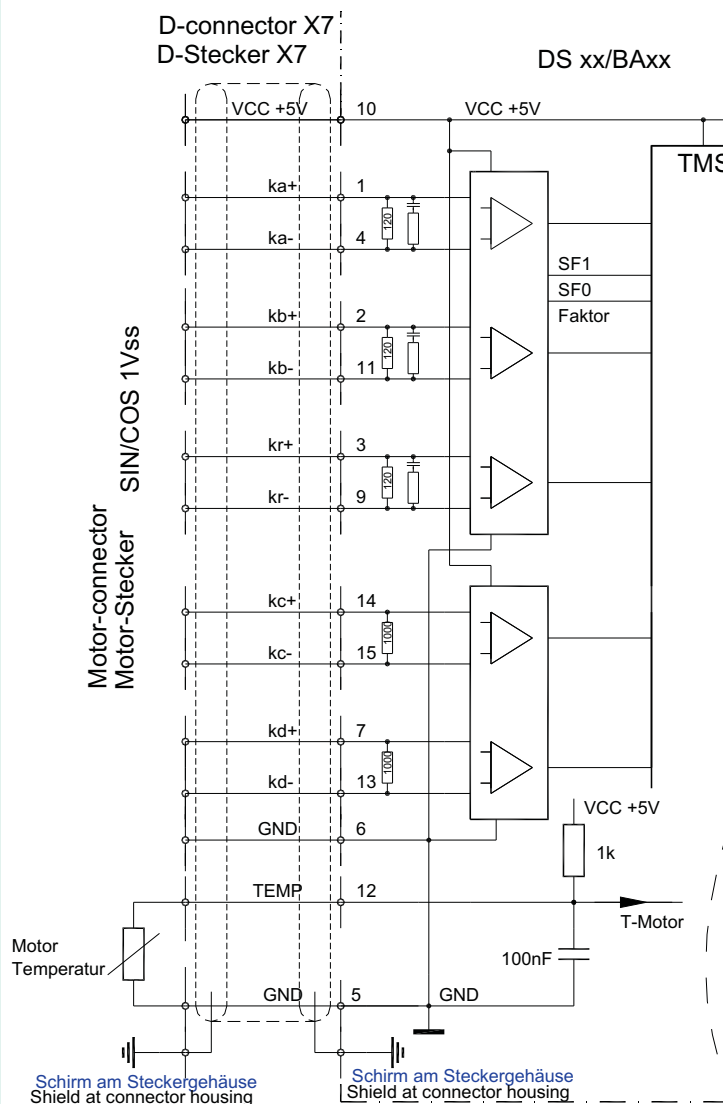 D-connector X7
D-Stecker X7
DS xx/BAxx
VCC +5V 10 VCC +5V
TMS
ka+ 1
120
ka- 4
SF1
SF0
Faktor
kb+ 2
120
kb- 11
kr+ 3
120
kr- 9
SIN/COS 1Vss
Motor-connector
Motor-Stecker
kc+ 14
1000
kc- 15
kd+ 7
1000
kd- 13
VCC +5V
GND 6
1k
TEMP 12
T-Motor
Motor
Temperatur
100nF
GND 5 GND
Schirm am Steckergehäuse
Shield at connector housing
Schirm am Steckergehäuse
Shield at connector housing